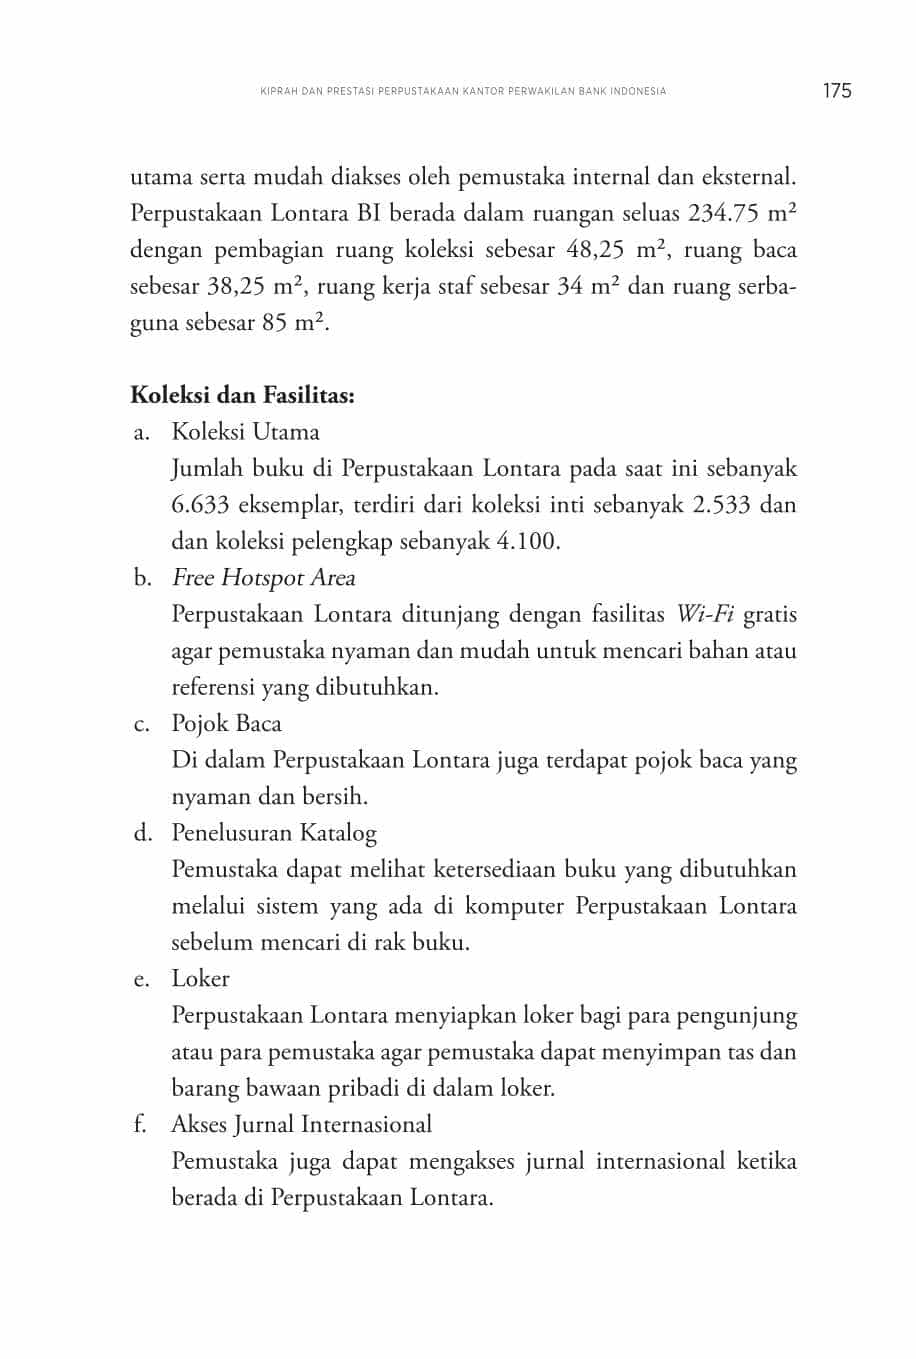 KIPRAH DAN PRESTASI PERPUSTAKAAN KANTOR PERWAKILAN BANK INDONESIA 175
utama serta mudah diakses oleh pemustaka internal dan eksternal.
Perpustakaan Lontara BI berada dalam ruangan seluas 234.75 m²
dengan pembagian ruang koleksi sebesar 48,25 m², ruang baca
sebesar 38,25 m², ruang kerja staf sebesar 34 m² dan ruang serba-
guna sebesar 85 m².
Koleksi dan Fasilitas:
a. Koleksi Utama
Jumlah buku di Perpustakaan Lontara pada saat ini sebanyak
6.633 eksemplar, terdiri dari koleksi inti sebanyak 2.533 dan
dan koleksi pelengkap sebanyak 4.100.
b. Free Hotspot Area
Perpustakaan Lontara ditunjang dengan fasilitas Wi-Fi gratis
agar pemustaka nyaman dan mudah untuk mencari bahan atau
referensi yang dibutuhkan.
c. Pojok Baca
Di dalam Perpustakaan Lontara juga terdapat pojok baca yang
nyaman dan bersih.
d. Penelusuran Katalog
Pemustaka dapat melihat ketersediaan buku yang dibutuhkan
melalui sistem yang ada di komputer Perpustakaan Lontara
sebelum mencari di rak buku.
e. Loker
Perpustakaan Lontara menyiapkan loker bagi para pengunjung
atau para pemustaka agar pemustaka dapat menyimpan tas dan
barang bawaan pribadi di dalam loker.
f. Akses Jurnal Internasional
Pemustaka juga dapat mengakses jurnal internasional ketika
berada di Perpustakaan Lontara.